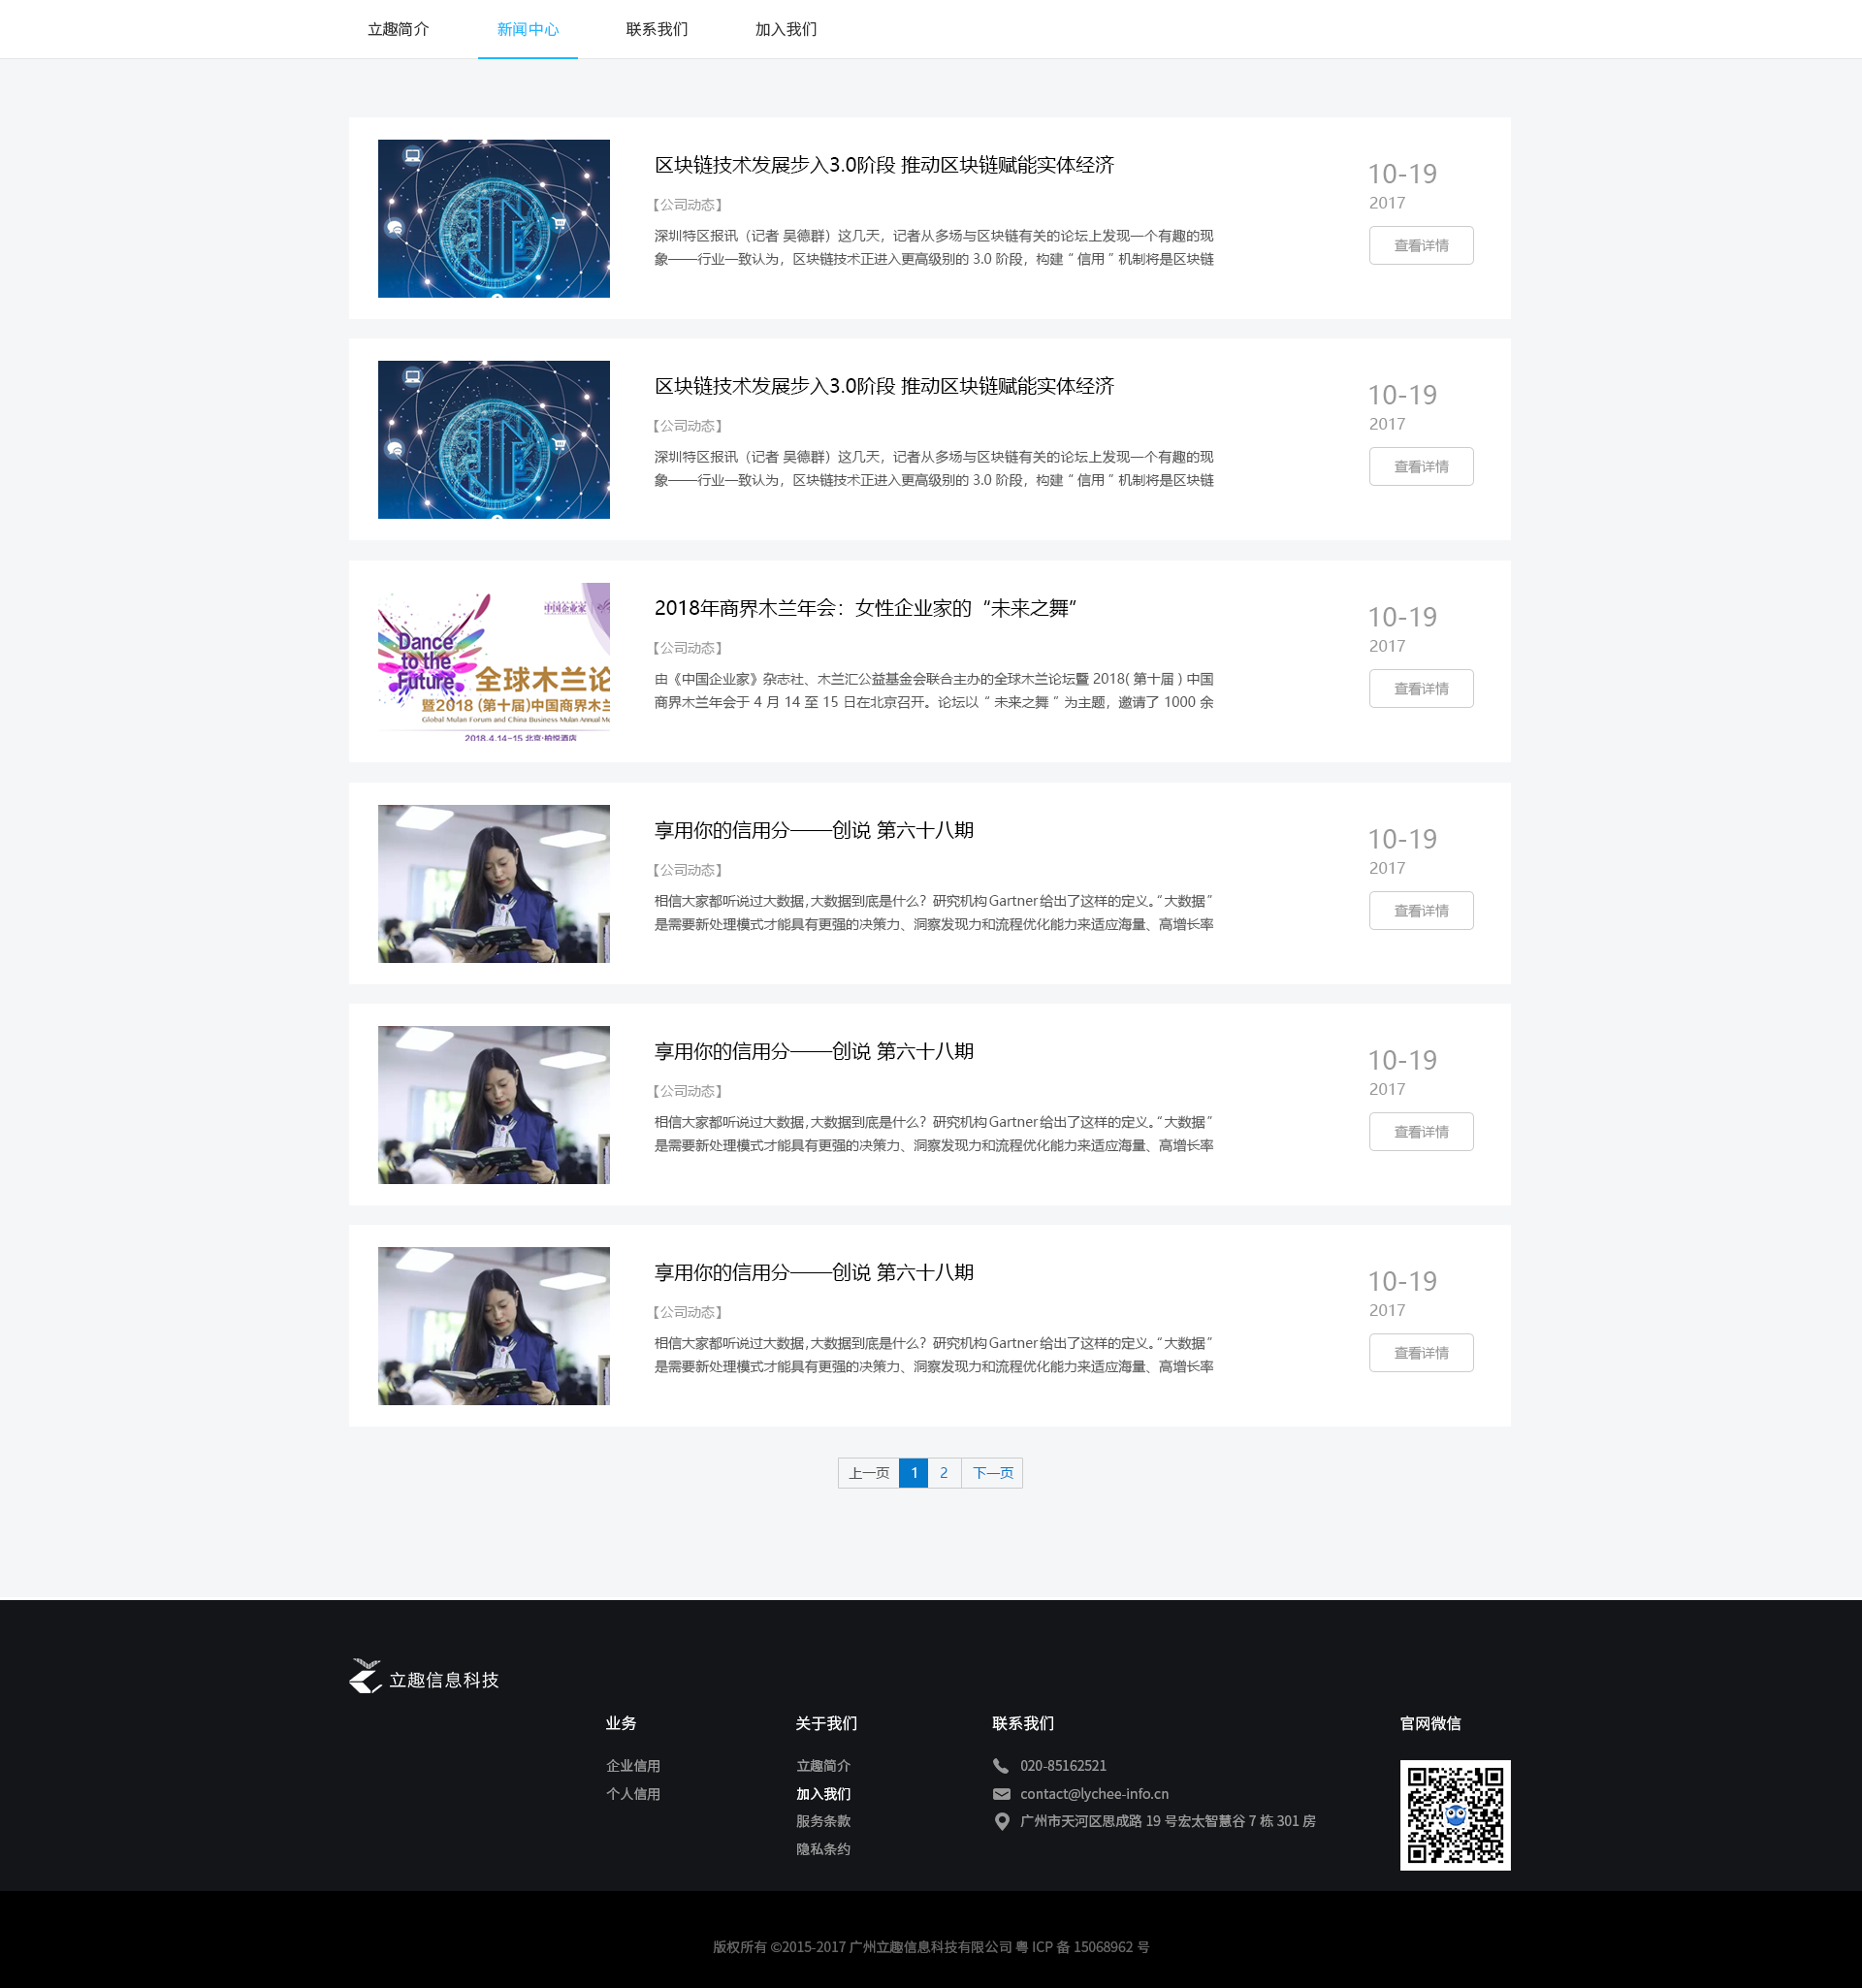 立趣简介 新闻中心 联系我们 加入我们
区块链技术发展步入3.0阶段 推动区块链赋能实体经济
【公司动态】
深圳特区报讯（记者 吴德群）这几天，记者从多场与区块链有关的论坛上发现一个有趣的现
象——行业一致认为，区块链技术正进入更高级别的 3.0 阶段，构建“信用”机制将是区块链
10-19
2017
查看详情
区块链技术发展步入3.0阶段 推动区块链赋能实体经济
【公司动态】
深圳特区报讯（记者 吴德群）这几天，记者从多场与区块链有关的论坛上发现一个有趣的现
象——行业一致认为，区块链技术正进入更高级别的 3.0 阶段，构建“信用”机制将是区块链
10-19
2017
查看详情
中国企业家
Dance
to the
Future
全球木兰论
暨2018 (第十届)中国商界木兰
Global Mulan Forum and China Business Mulan Annual Me
2018.4.14-15 北京·柏悦酒店
2018年商界木兰年会：女性企业家的“未来之舞”
【公司动态】
由《中国企业家》杂志社、木兰汇公益基金会联合主办的全球木兰论坛暨 2018( 第十届 ) 中国
商界木兰年会于 4 月 14 至 15 日在北京召开。论坛以“ 未来之舞 ”为主题，邀请了 1000 余
10-19
2017
查看详情
享用你的信用分——创说 第六十八期
【公司动态】
相信大家都听说过大数据，大数据到底是什么？研究机构 Gartner 给出了这样的定义。“大数据”
是需要新处理模式才能具有更强的决策力、洞察发现力和流程优化能力来适应海量、高增长率
10-19
2017
查看详情
享用你的信用分——创说 第六十八期
【公司动态】
相信大家都听说过大数据，大数据到底是什么？研究机构 Gartner 给出了这样的定义。“大数据”
是需要新处理模式才能具有更强的决策力、洞察发现力和流程优化能力来适应海量、高增长率
10-19
2017
查看详情
享用你的信用分——创说 第六十八期
【公司动态】
相信大家都听说过大数据，大数据到底是什么？研究机构 Gartner 给出了这样的定义。“大数据”
是需要新处理模式才能具有更强的决策力、洞察发现力和流程优化能力来适应海量、高增长率
10-19
2017
查看详情
上一页 1 2 下一页
立趣信息科技
业务
企业信用
个人信用
关于我们
立趣简介
加入我们
服务条款
隐私条约
联系我们
020-85162521
contact@lychee-info.cn
广州市天河区思成路 19 号宏太智慧谷 7 栋 301 房
官网微信
版权所有 ©2015-2017 广州立趣信息科技有限公司 粤 ICP 备 15068962 号